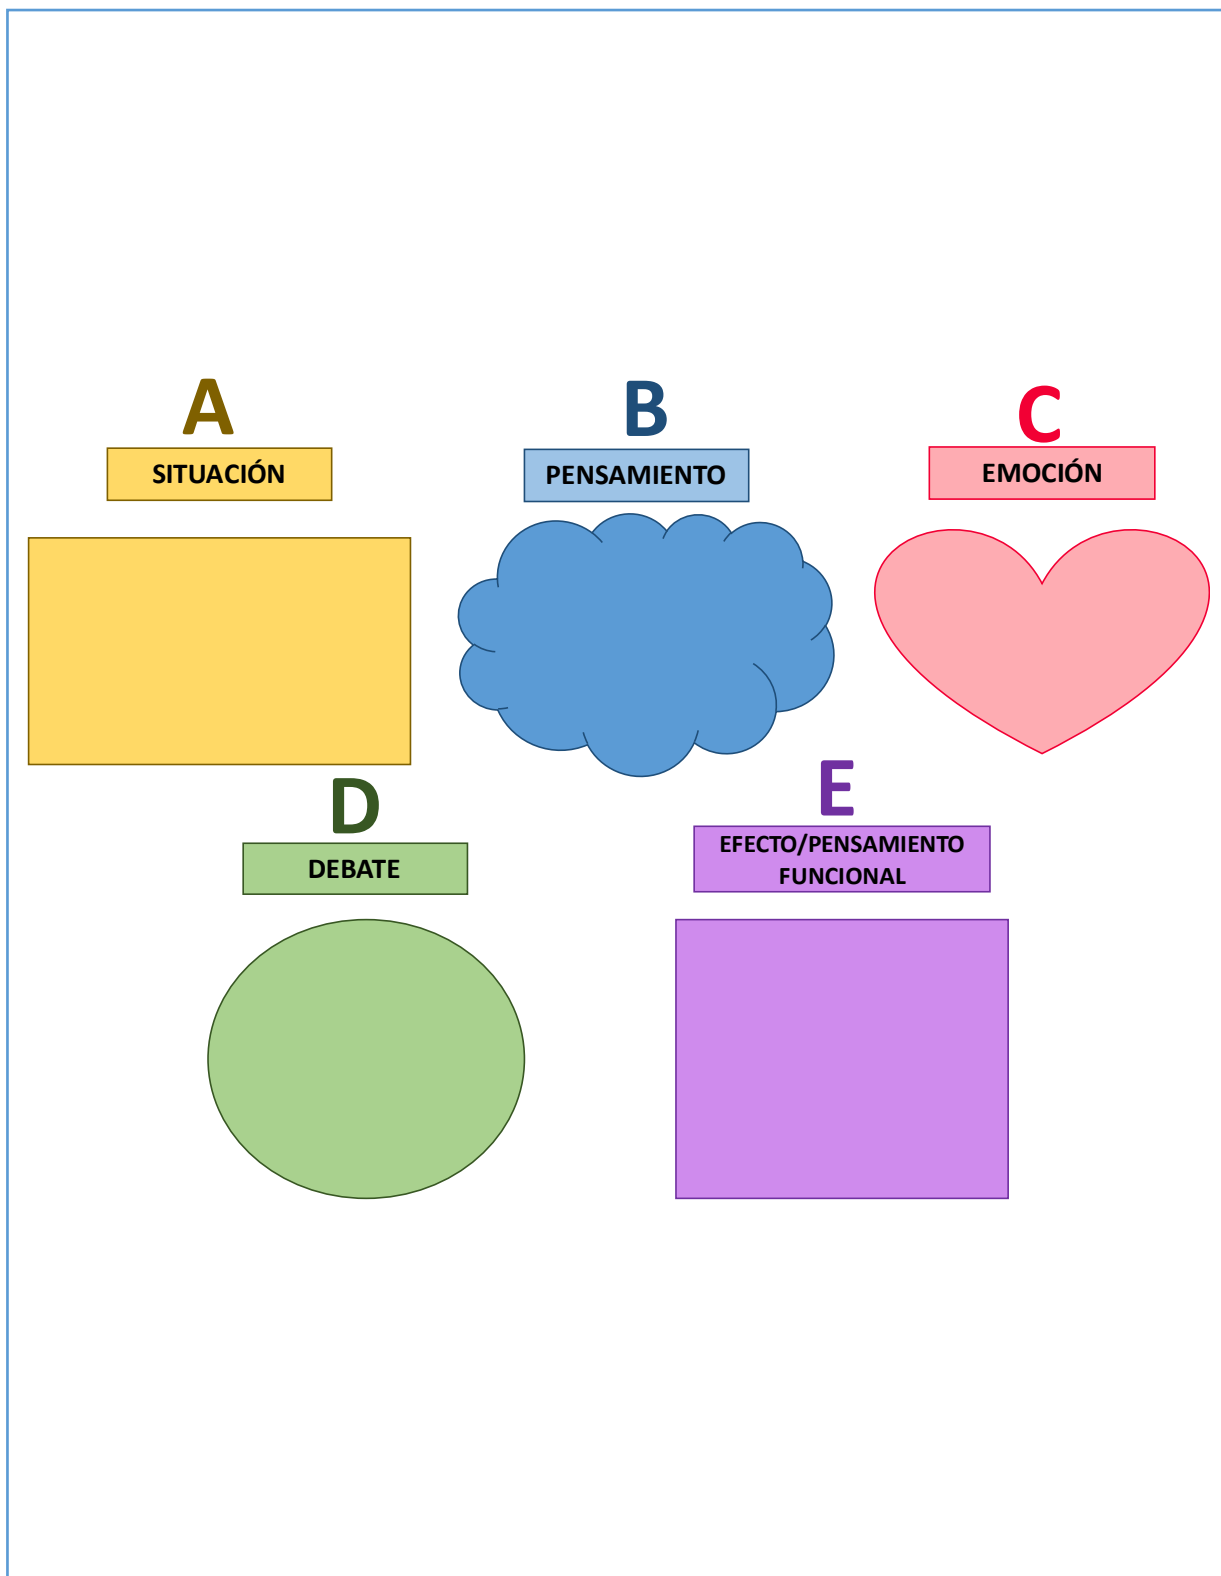 A
SITUACIÓN
B
PENSAMIENTO
C
EMOCIÓN
D
DEBATE
E
EFECTO/PENSAMIENTO
FUNCIONAL